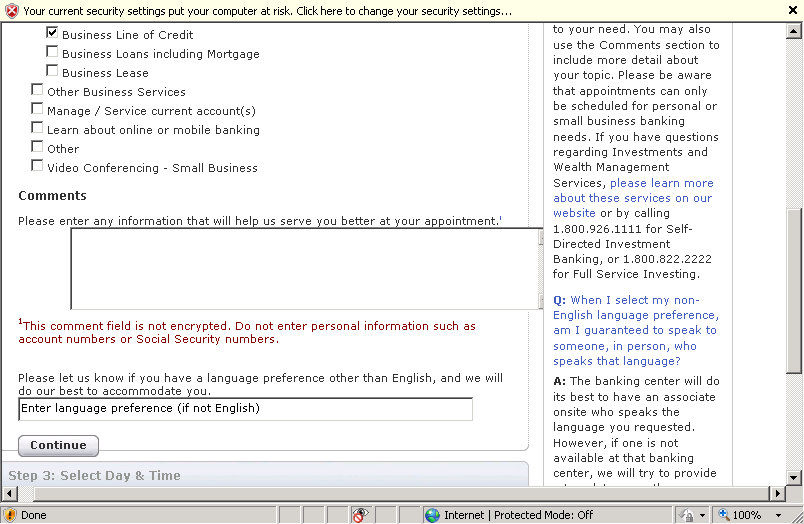 Your current security settings put your computer at risk. Click here to change your security settings...
Business Line of Credit
Business Loans including Mortgage
Business Lease
Other Business Services
Manage / Service current account(s)
Learn about online or mobile banking
Other
Video Conferencing - Small Business
Comments
Please enter any information that will help us serve you better at your appointment.¹
¹This comment field is not encrypted. Do not enter personal information such as
account numbers or Social Security numbers.
Please let us know if you have a language preference other than English, and we will
do our best to accommodate you.
Enter language preference (if not English)
Continue
Step 3: Select Day & Time
to your need. You may also
use the Comments section to
include more detail about
your topic. Please be aware
that appointments can only
be scheduled for personal or
small business banking
needs. If you have questions
regarding Investments and
Wealth Management
Services, please learn more
about these services on our
website or by calling
1.800.926.1111 for Self-
Directed Investment
Banking, or 1.800.822.2222
for Full Service Investing.
Q: When I select my non-
English language preference,
am I guaranteed to speak to
someone, in person, who
speaks that language?
A: The banking center will do
its best to have an associate
onsite who speaks the
language you requested.
However, if one is not
available at that banking
center, we will try to provide
Done
Internet | Protected Mode: Off
100%